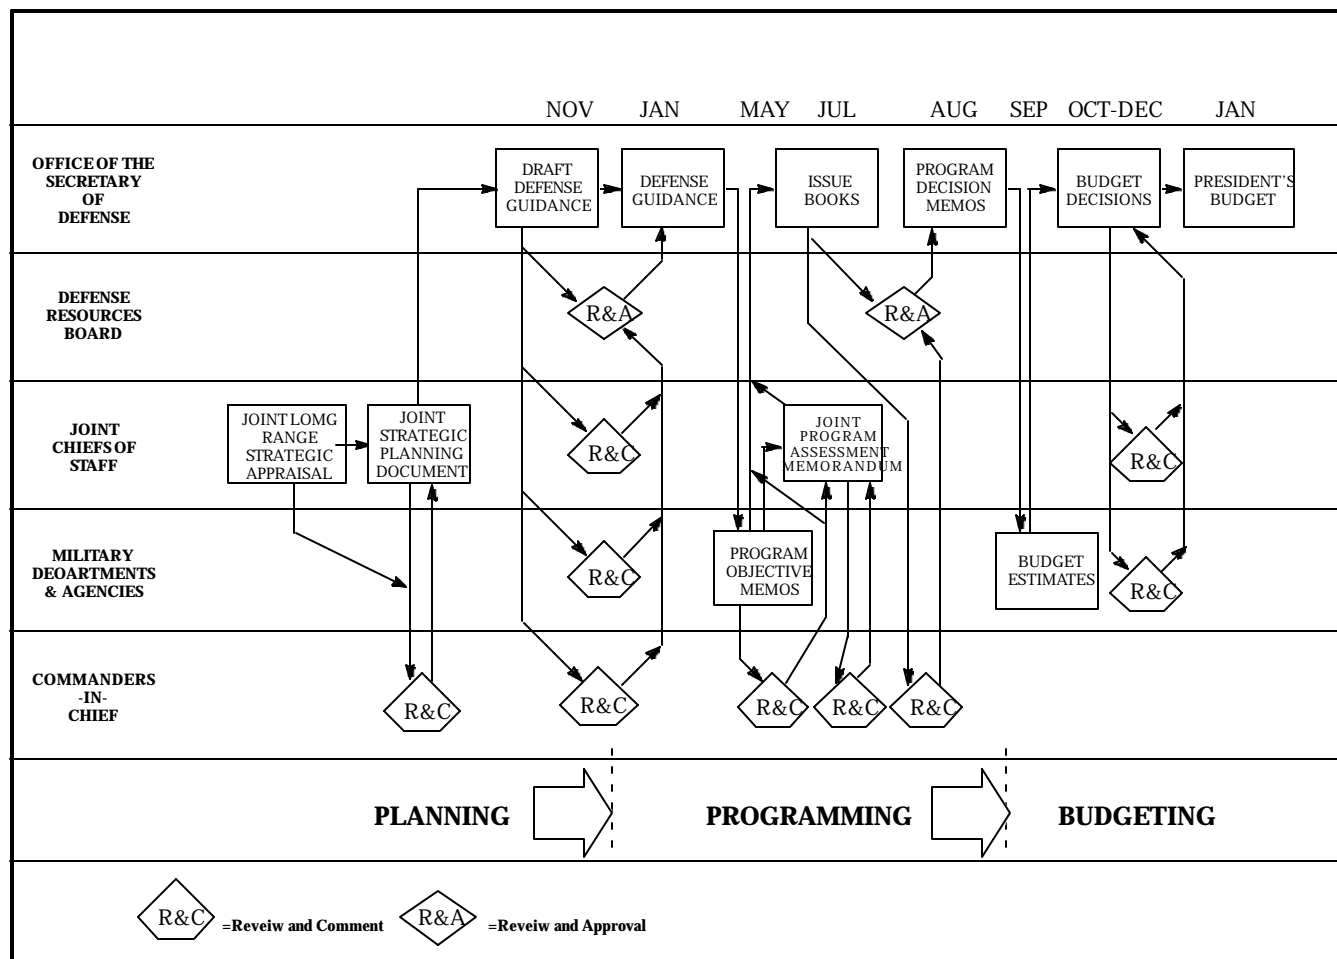 NOV JAN MAY JUL AUG SEP OCT-DEC JAN
OFFICE OF THE
SECRETARY
OF
DEFENSE
DRAFT
DEFENSE
GUIDANCE
DEFENSE
GUIDANCE
ISSUE
BOOKS
PROGRAM
DECISION
MEMOS
BUDGET
DECISIONS
PRESIDENT'S
BUDGET
DEFENSE
RESOURCES
BOARD
R&A
R&A
JOINT
CHIEFS OF
STAFF
JOINT LOMG
RANGE
STRATEGIC
APPRAISAL
JOINT
STRATEGIC
PLANNING
DOCUMENT
R&C
JOINT
PROGRAM
ASSESSMENT
MEMORANDUM
R&C
MILITARY
DEOARTMENTS
& AGENCIES
R&C
PROGRAM
OBJECTIVE
MEMOS
BUDGET
ESTIMATES
R&C
COMMANDERS
-IN-
CHIEF
R&C
R&C
R&C
R&C
R&C
PLANNING
PROGRAMMING
BUDGETING
R&C
=Reveiw and Comment
R&A
=Reveiw and Approval